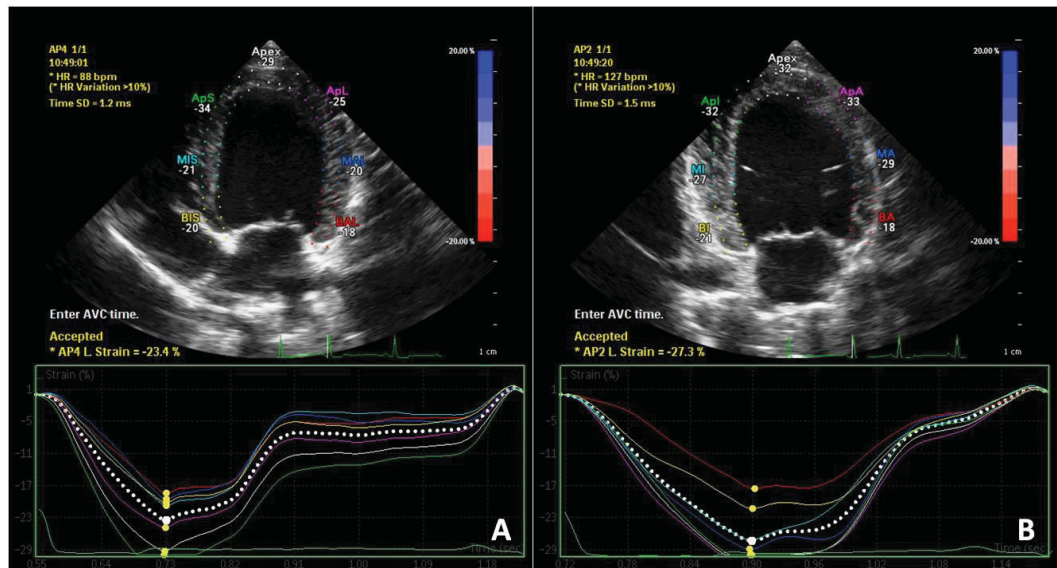 AP4 1/1
10:49:01
* HR = 88 bpm
(* HR Variation >10%)
Time SD = 1.2 ms
20.00 %
-20.00 %
Apex
-29
ApS
-34
ApL
-25
MIS
-21
MAL
-20
BIS
-20
BAL
-18
Enter AVC time.
Accepted
* AP4 L. Strain = -23.4 %
1 cm
Strain (%)
1
-5
-11
-17
-23
-29
Time (sec)
0.55
0.64
0.73
0.82
0.91
1.00
1.09
1.18
A
AP2 1/1
10:49:20
* HR = 127 bpm
(* HR Variation >10%)
Time SD = 1.5 ms
20.00 %
-20.00 %
Apex
-32
ApI
-32
ApA
-33
MI
-27
MA
-29
BI
-21
BA
-18
Enter AVC time.
Accepted
* AP2 L. Strain = -27.3 %
1 cm
Strain (%)
1
-5
-11
-17
-23
-29
Time (sec)
0.72
0.78
0.84
0.90
0.96
1.02
1.08
1.14
B